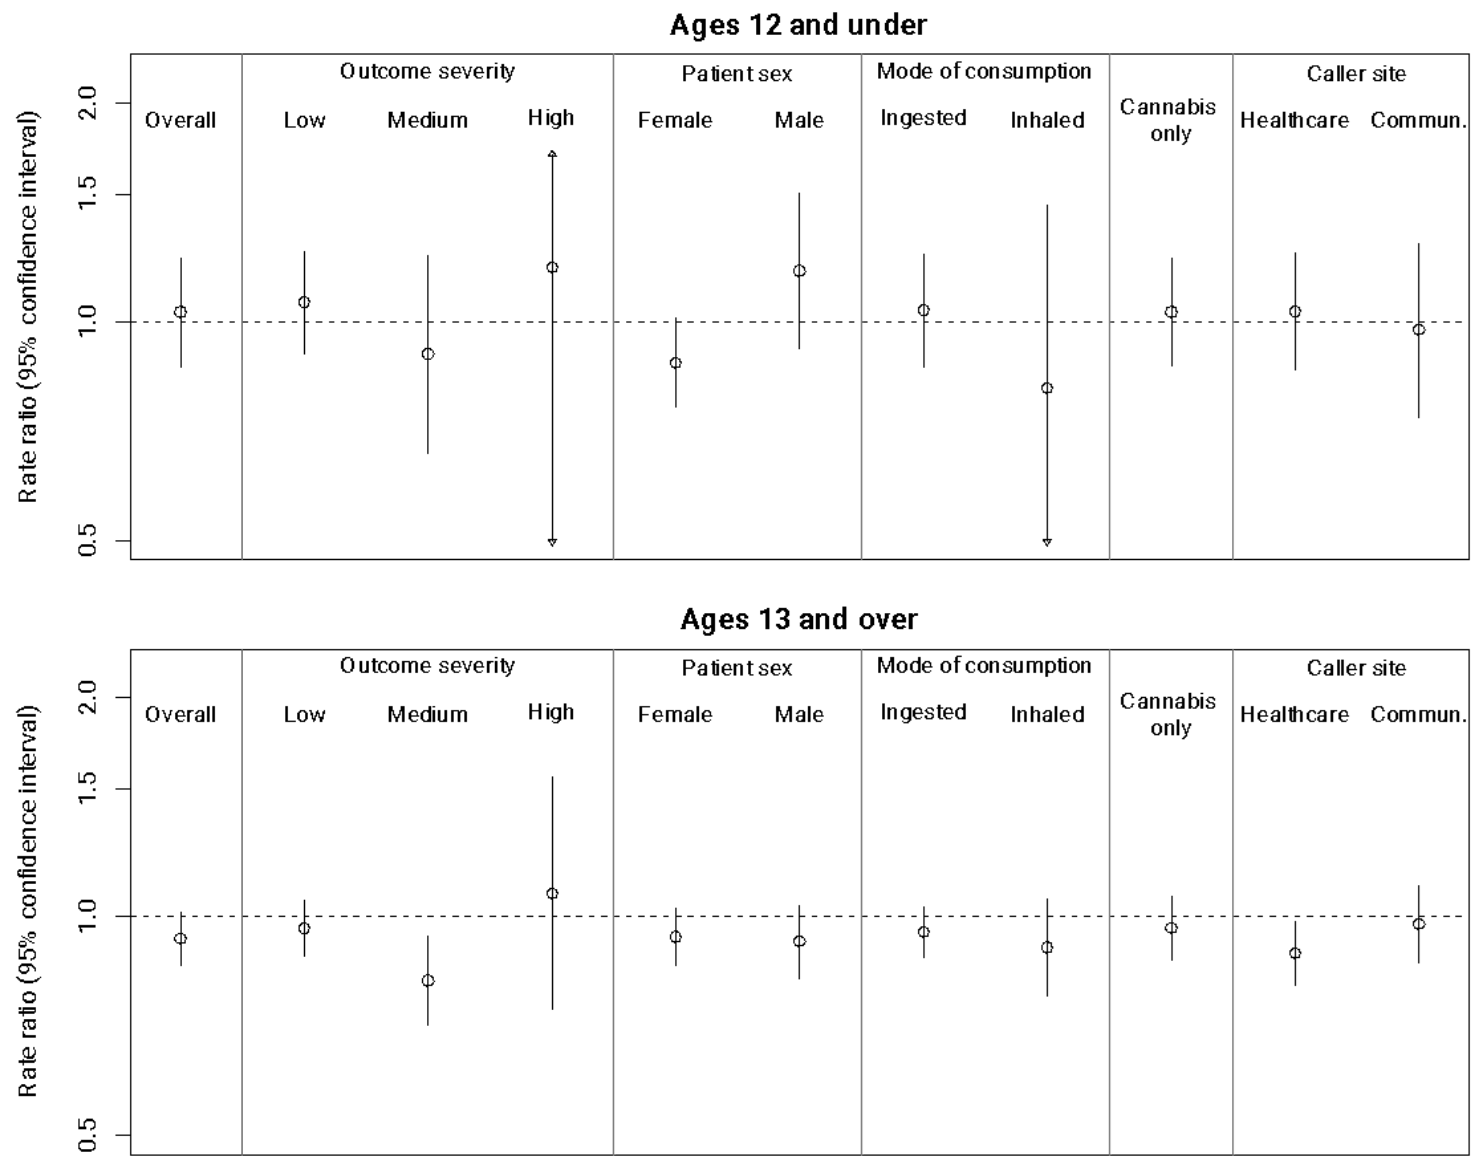 Ages 12 and under
Outcome severity
Patient sex
Mode of consumption
Caller site
Overall
Low
Medium
High
Female
Male
Ingested
Inhaled
Cannabis
only
Healthcare
Commun.
Rate ratio (95% confidence interval)
2.0
1.5
1.0
0.5
Ages 13 and over
Outcome severity
Patient sex
Mode of consumption
Caller site
Overall
Low
Medium
High
Female
Male
Ingested
Inhaled
Cannabis
only
Healthcare
Commun.
Rate ratio (95% confidence interval)
2.0
1.5
1.0
0.5